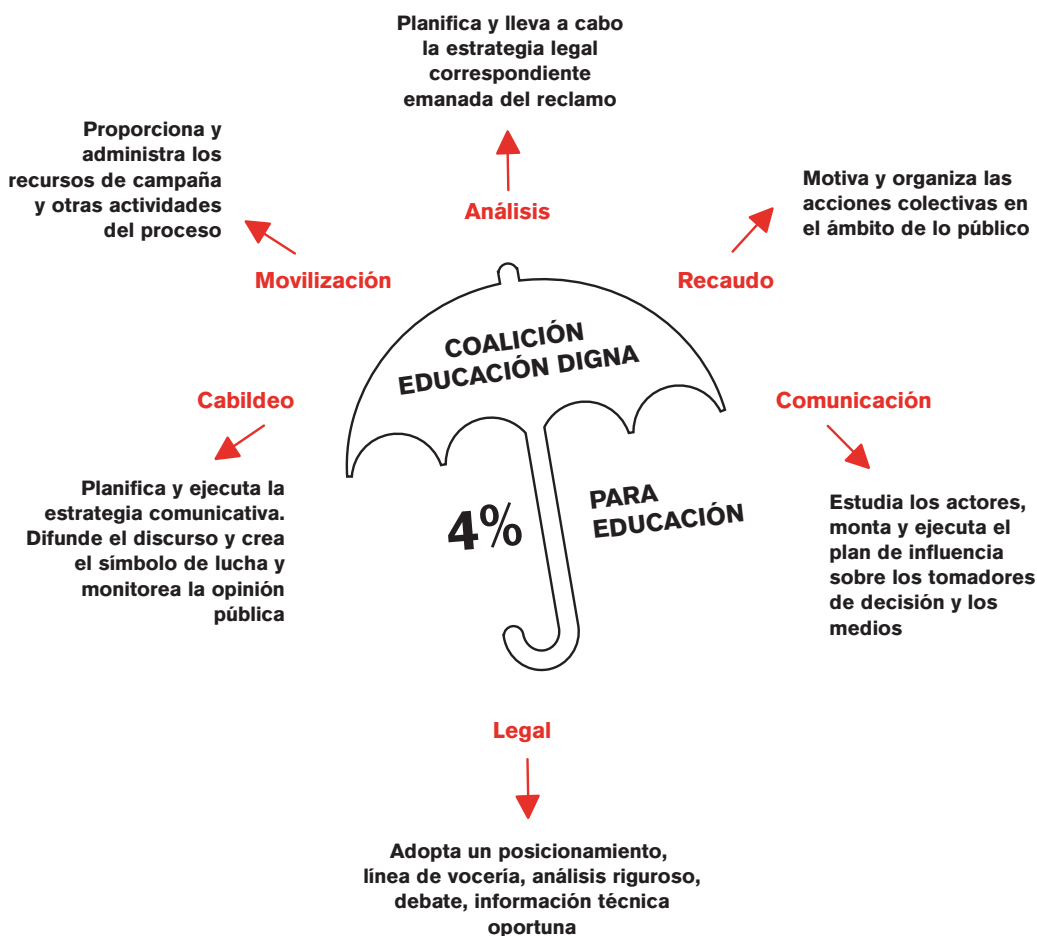 Planifica y lleva a cabo
la estrategia legal
correspondiente
emanada del reclamo
Análisis
Proporciona y
administra los
recursos de campaña
y otras actividades
del proceso
Movilización
Motiva y organiza las
acciones colectivas en
el ámbito de lo público
Recaudo
COALICIÓN
EDUCACIÓN DIGNA
4%
PARA
EDUCACIÓN
Cabildeo
Planifica y ejecuta la
estrategia comunicativa.
Difunde el discurso y crea
el símbolo de lucha y
monitorea la opinión
pública
Comunicación
Estudia los actores,
monta y ejecuta el
plan de influencia
sobre los tomadores
de decisión y los
medios
Legal
Adopta un posicionamiento,
línea de vocería, análisis riguroso,
debate, información técnica
oportuna